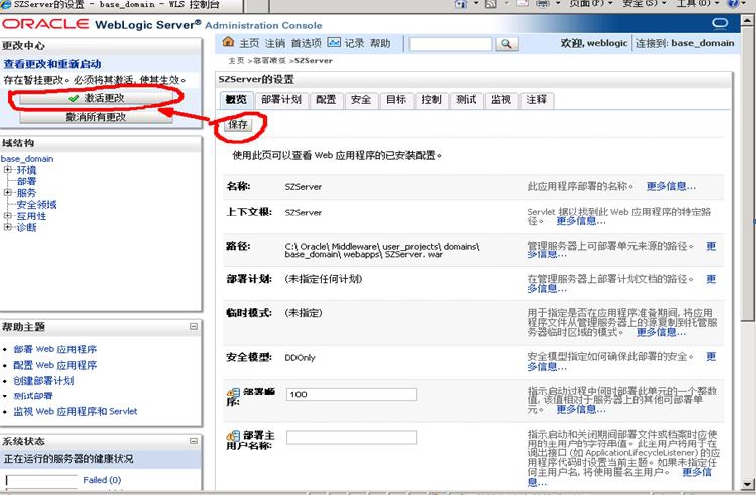 SZServer的设置 - base_domain - WLS 控制台
页面(P) 安全(S) 工具(O)
ORACLE WebLogic Server® Administration Console
更改中心
查看更改和重新启动
存在暂挂更改。必须将其激活, 使其生效。
激活更改
撤消所有更改
域结构
base_domain
环境
部署
服务
安全领域
互用性
诊断
帮助主题
部署 Web 应用程序
配置 Web 应用程序
创建部署计划
测试部署
监视 Web 应用程序和 Servlet
系统状态
正在运行的服务器的健康状况
Failed (0)
主页 注销 首选项 记录 帮助
欢迎, weblogic 连接到: base_domain
主页 >部署概要 >SZServer
SZServer的设置
概览 部署计划 配置 安全 目标 控制 测试 监视 注释
保存
使用此页可以查看 Web 应用程序的已安装配置。
名称: SZServer 此应用程序部署的名称。 更多信息...
上下文根: SZServer Servlet 据以找到此 Web 应用程序的特定路
径。 更多信息...
路径: C:\ Oracle\ Middleware\ user_projects\ domains\ 管理服务器上可部署单元来源的路径。 更
base_domain\ webapps\ SZServer. war 多信息...
部署计划: (未指定任何计划) 在管理服务器上部署计划文档的路径。 更
多信息...
临时模式: (未指定) 用于指定是否在应用程序准备期间, 将应用
程序文件从管理服务器上的源复制到托管服
务器临时区域的模式。 更多信息...
安全模型: DDOnly 安全模型指定如何确保此部署的安全。 更
多信息...
部署顺 100 指示启动过程中何时部署此单元的一个整数
序: 值, 该值相对于服务器上的其他可部署单
元。 更多信息...
部署主 指示启动和关闭期间部署文件或档案时应使
用户名称: 用的主用户的字符串值。 此主用户将用于在
调出接口 (如 ApplicationLifecycleListener) 的应
用程序代码时设置当前主题。如果未指定任
何主用户名, 将使用匿名主用户。 更多信
息...